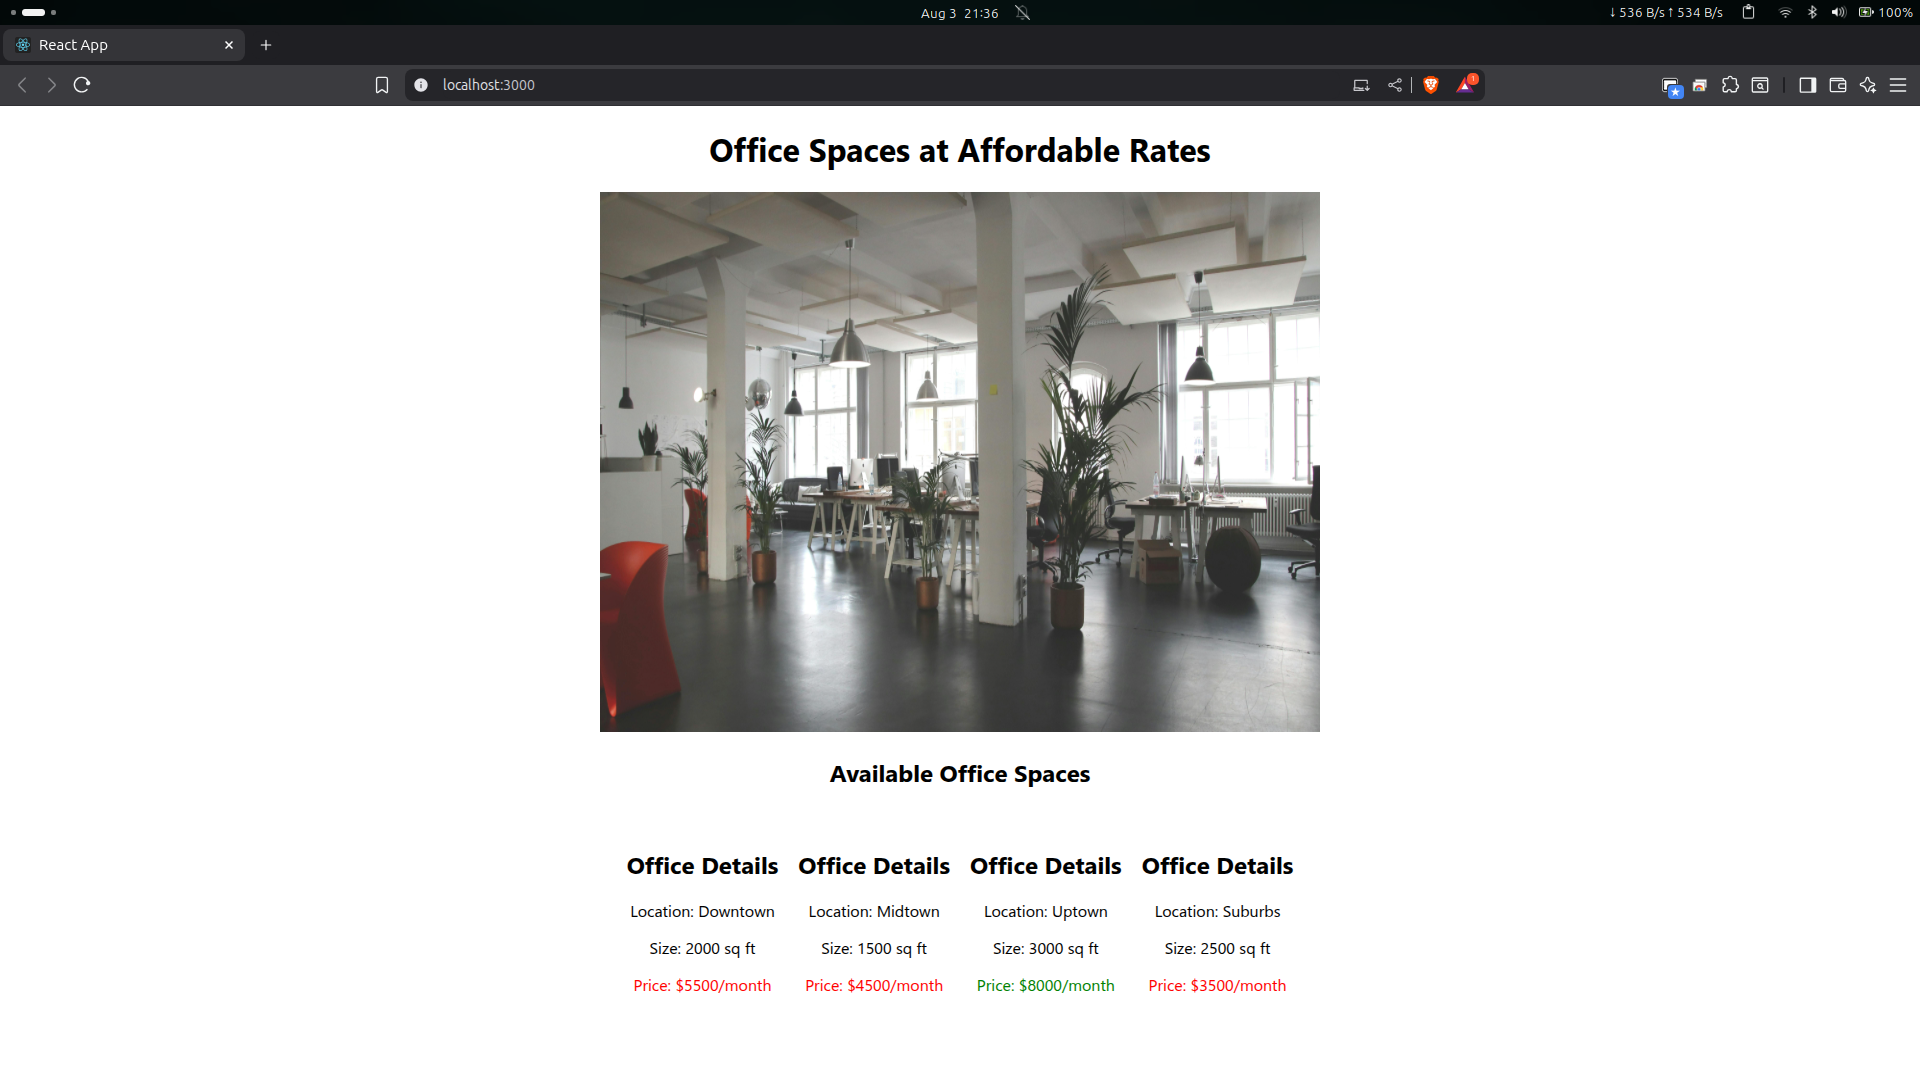 Aug 3 21:36
↓ 536 B/s ↑ 534 B/s
100%
React App
localhost:3000
1
Office Spaces at Affordable Rates
Available Office Spaces
Office Details Office Details Office Details Office Details
Location: Downtown Location: Midtown Location: Uptown Location: Suburbs
Size: 2000 sq ft Size: 1500 sq ft Size: 3000 sq ft Size: 2500 sq ft
Price: $5500/month Price: $4500/month Price: $8000/month Price: $3500/month